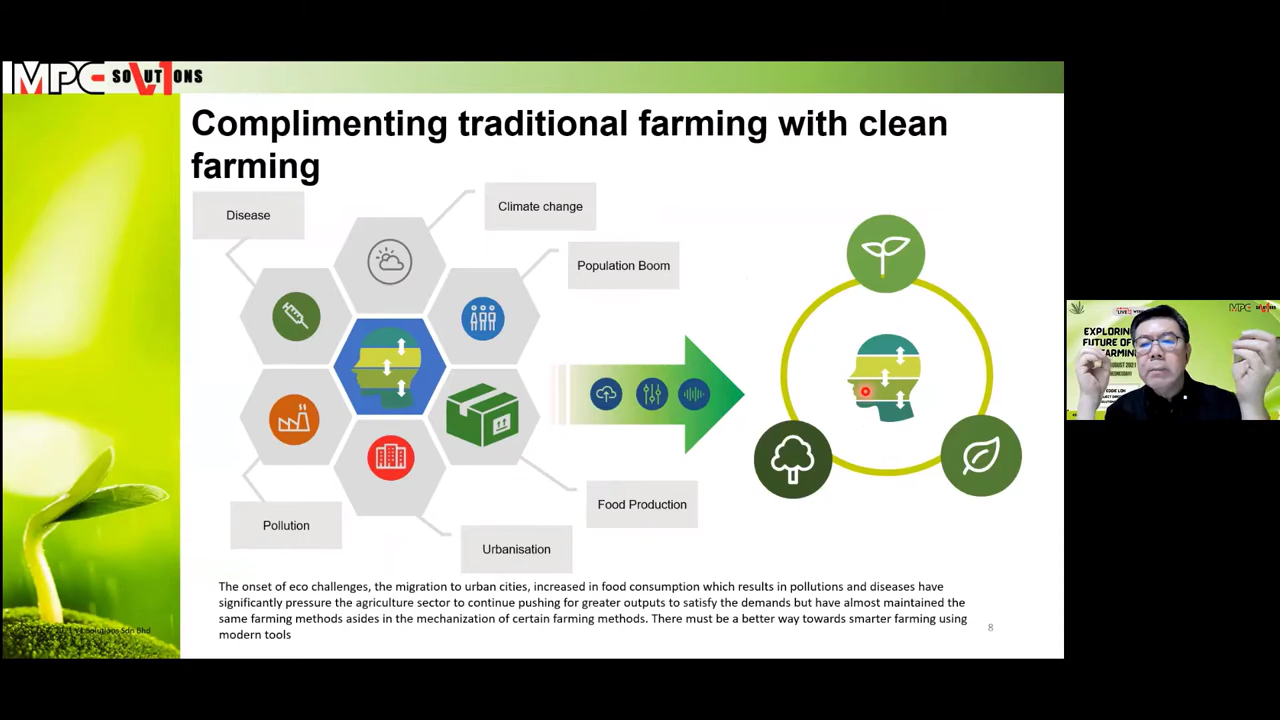 MPC SOLUTIONS
Complimenting traditional farming with clean
farming
Disease
Climate change
Population Boom
Food Production
Pollution
Urbanisation
The onset of eco challenges, the migration to urban cities, increased in food consumption which results in pollutions and diseases have
significantly pressure the agriculture sector to continue pushing for greater outputs to satisfy the demands but have almost maintained the
same farming methods asides in the mechanization of certain farming methods. There must be a better way towards smarter farming using
modern tools
8
Solutions Sdn Bhd
MPC
EXPLORING
FUTURE OF